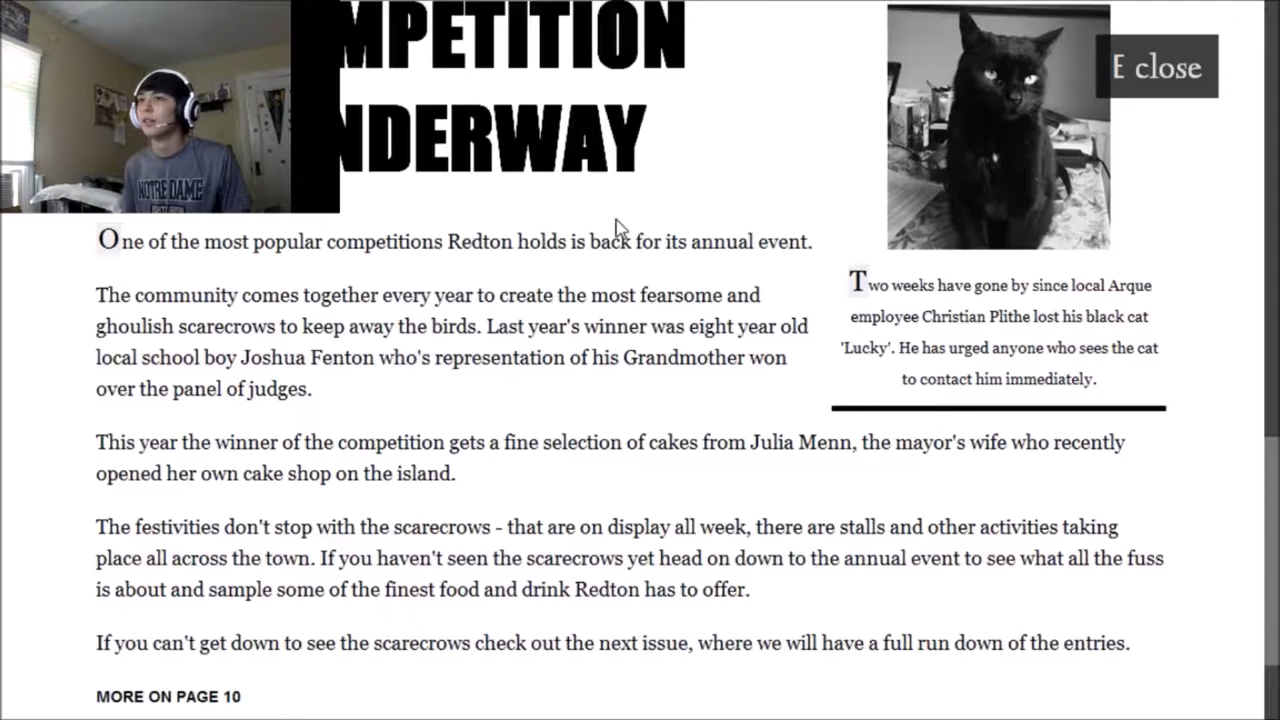 MPETITION
NDERWAY
E close
NOTRE DAME
One of the most popular competitions Redton holds is back for its annual event.
The community comes together every year to create the most fearsome and
ghoulish scarecrows to keep away the birds. Last year's winner was eight year old
local school boy Joshua Fenton who's representation of his Grandmother won
over the panel of judges.
Two weeks have gone by since local Arque
employee Christian Plithe lost his black cat
'Lucky'. He has urged anyone who sees the cat
to contact him immediately.
This year the winner of the competition gets a fine selection of cakes from Julia Menn, the mayor's wife who recently
opened her own cake shop on the island.
The festivities don't stop with the scarecrows - that are on display all week, there are stalls and other activities taking
place all across the town. If you haven't seen the scarecrows yet head on down to the annual event to see what all the fuss
is about and sample some of the finest food and drink Redton has to offer.
If you can't get down to see the scarecrows check out the next issue, where we will have a full run down of the entries.
MORE ON PAGE 10